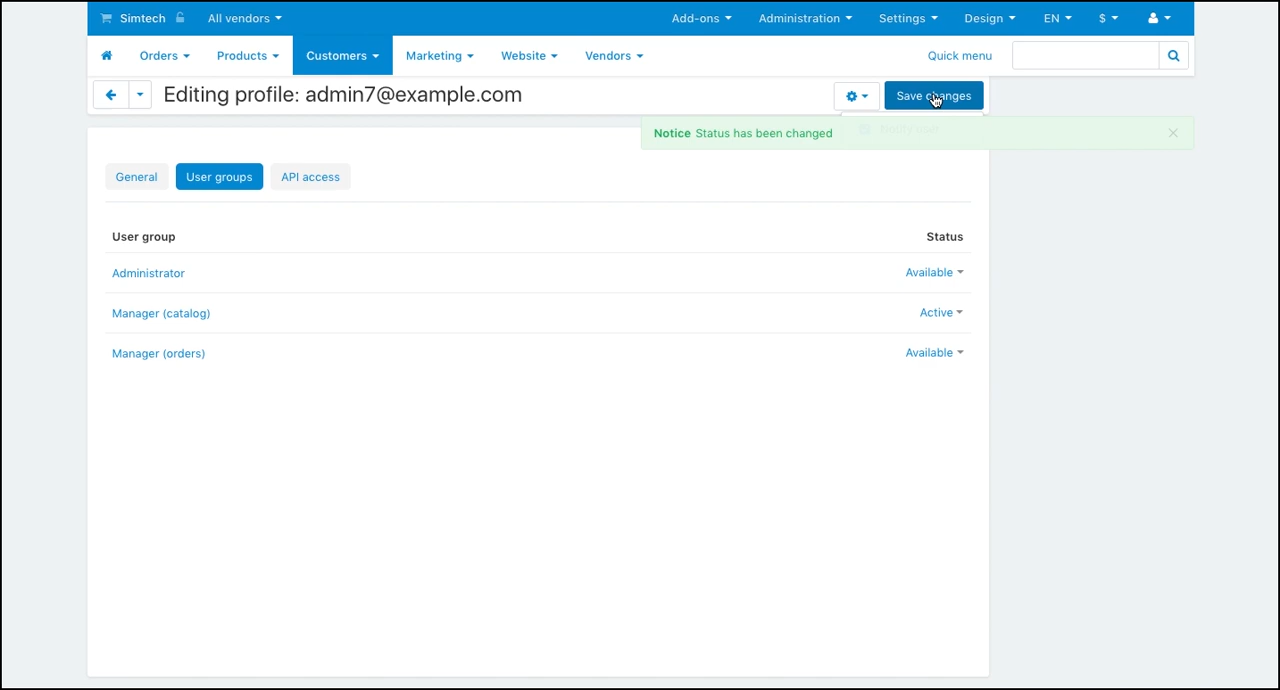 Simtech All vendors Add-ons Administration Settings Design EN $
Orders Products Customers Marketing Website Vendors Quick menu
Editing profile: admin7@example.com Save changes
Notice Status has been changed
General User groups API access
User group Status
Administrator Available
Manager (catalog) Active
Manager (orders) Available